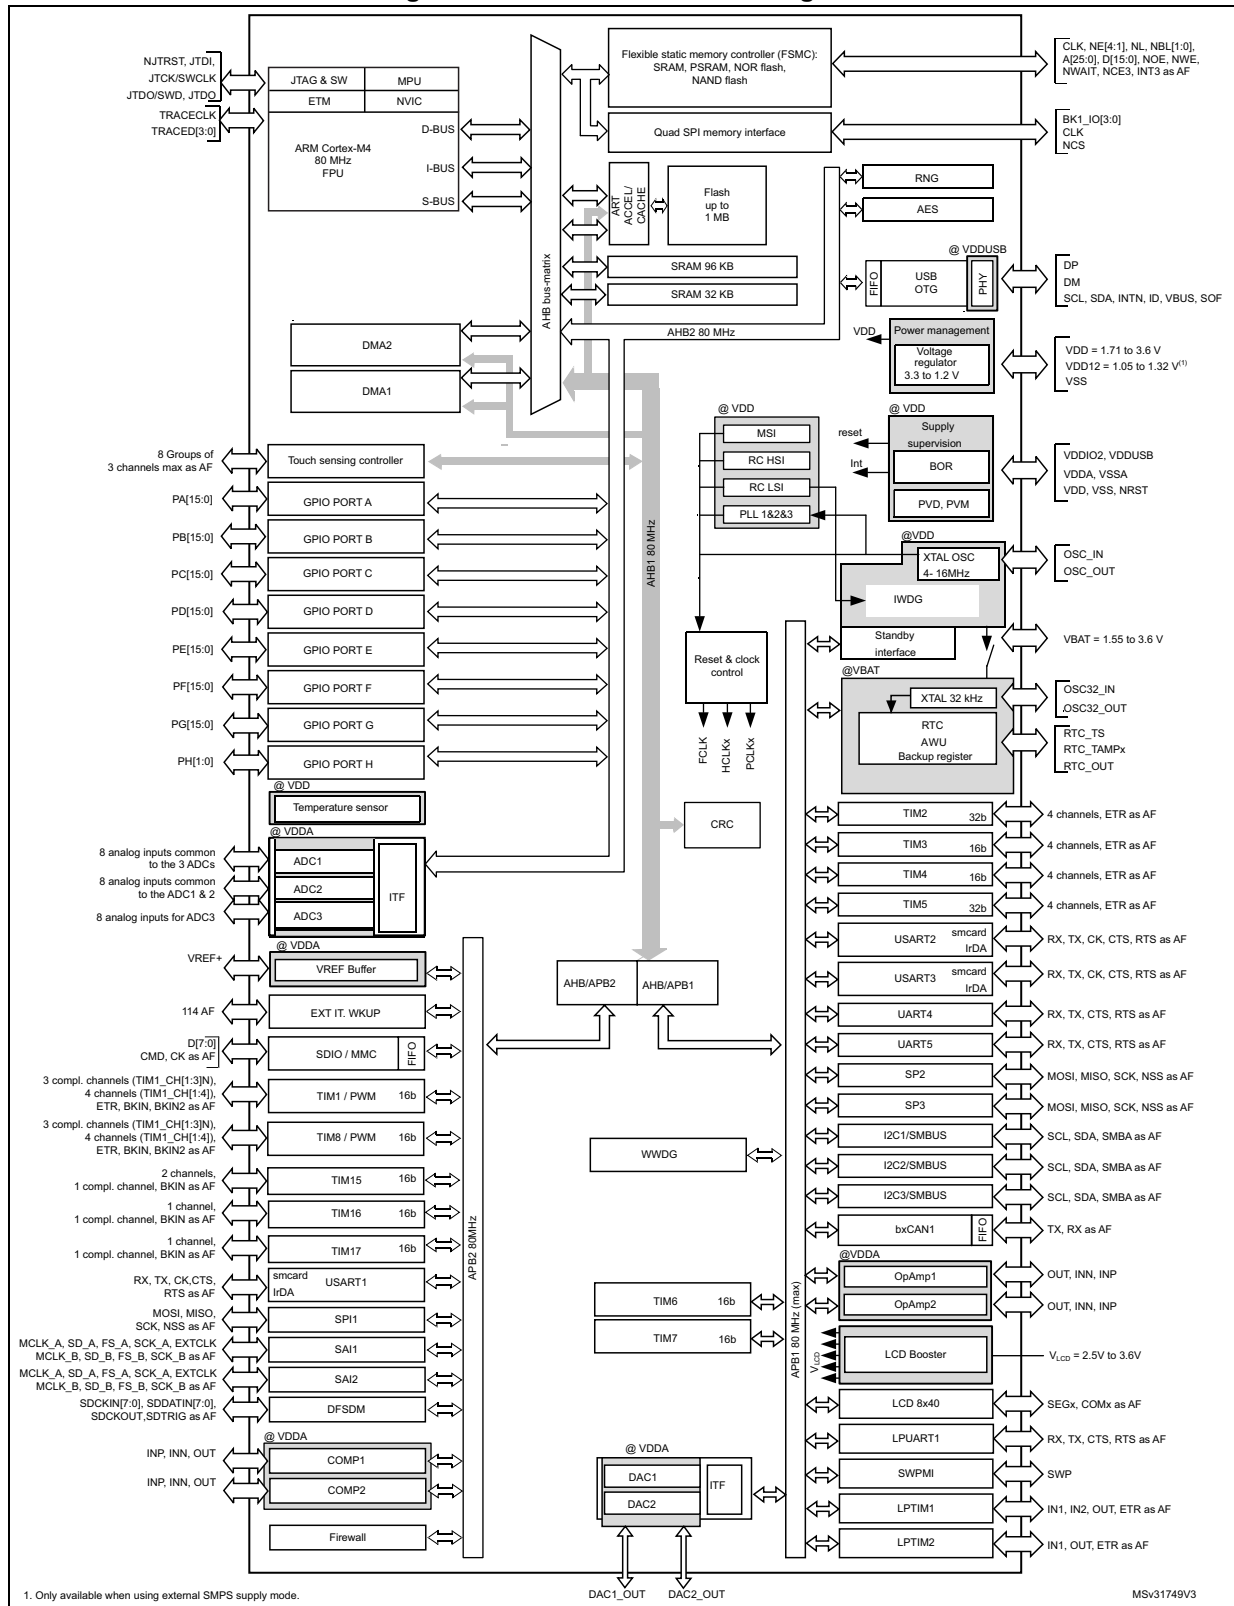 NJTRST, JTDI,
JTCK/SWCLK
JTDO/SWD, JTDO
TRACECLK
TRACED[3:0]
JTAG & SW
MPU
ETM
NVIC
ARM Cortex-M4
80 MHz
FPU
D-BUS
I-BUS
S-BUS
AHB bus-matrix
Flexible static memory controller (FSMC):
SRAM, PSRAM, NOR flash,
NAND flash
CLK, NE[4:1], NL, NBL[1:0],
A[25:0], D[15:0], NOE, NWE,
NWAIT, NCE3, INT3 as AF
Quad SPI memory interface
BK1_IO[3:0]
CLK
NCS
ART
ACCEL/
CACHE
Flash
up to
1 MB
RNG
AES
SRAM 96 KB
SRAM 32 KB
AHB2 80 MHz
@ VDDUSB
FIFO
USB
OTG
PHY
DP
DM
SCL, SDA, INTN, ID, VBUS, SOF
VDD
Power management
Voltage
regulator
3.3 to 1.2 V
VDD = 1.71 to 3.6 V
VDD12 = 1.05 to 1.32 V(1)
VSS
DMA2
DMA1
@ VDD
MSI
RC HSI
RC LSI
PLL 1&2&3
@ VDD
reset
Int
Supply
supervision
BOR
PVD, PVM
VDDIO2, VDDUSB
VDDA, VSSA
VDD, VSS, NRST
8 Groups of
3 channels max as AF
Touch sensing controller
PA[15:0]
GPIO PORT A
PB[15:0]
GPIO PORT B
PC[15:0]
GPIO PORT C
PD[15:0]
GPIO PORT D
PE[15:0]
GPIO PORT E
PF[15:0]
GPIO PORT F
PG[15:0]
GPIO PORT G
PH[1:0]
GPIO PORT H
AHB1 80 MHz
@VDD
XTAL OSC
4- 16MHz
IWDG
OSC_IN
OSC_OUT
Standby
interface
VBAT = 1.55 to 3.6 V
Reset & clock
control
FCLK
HCLKx
PCLKx
@VBAT
XTAL 32 kHz
RTC
AWU
Backup register
OSC32_IN
OSC32_OUT
RTC_TS
RTC_TAMPx
RTC_OUT
@ VDD
Temperature sensor
CRC
@ VDDA
8 analog inputs common
to the 3 ADCs
8 analog inputs common
to the ADC1 & 2
8 analog inputs for ADC3
ADC1
ADC2
ADC3
ITF
@ VDDA
VREF+
VREF Buffer
114 AF
EXT IT. WKUP
D[7:0]
CMD, CK as AF
SDIO / MMC
FIFO
3 compl. channels (TIM1_CH[1:3]N),
4 channels (TIM1_CH[1:4]),
ETR, BKIN, BKIN2 as AF
TIM1 / PWM 16b
3 compl. channels (TIM1_CH[1:3]N),
4 channels (TIM1_CH[1:4]),
ETR, BKIN, BKIN2 as AF
TIM8 / PWM 16b
2 channels,
1 compl. channel, BKIN as AF
TIM15 16b
1 channel,
1 compl. channel, BKIN as AF
TIM16 16b
1 channel,
1 compl. channel, BKIN as AF
TIM17 16b
RX, TX, CK,CTS,
RTS as AF
smcard
IrDA
USART1
MOSI, MISO,
SCK, NSS as AF
SPI1
MCLK_A, SD_A, FS_A, SCK_A, EXTCLK
MCLK_B, SD_B, FS_B, SCK_B as AF
SAI1
MCLK_A, SD_A, FS_A, SCK_A, EXTCLK
MCLK_B, SD_B, FS_B, SCK_B as AF
SAI2
SDCKIN[7:0], SDDATIN[7:0],
SDCKOUT,SDTRIG as AF
DFSDM
@ VDDA
INP, INN, OUT
COMP1
INP, INN, OUT
COMP2
Firewall
APB2 80MHz
AHB/APB2
AHB/APB1
WWDG
TIM6 16b
TIM7 16b
@ VDDA
DAC1
DAC2
ITF
DAC1_OUT
DAC2_OUT
APB1 80 MHz (max)
TIM2 32b
4 channels, ETR as AF
TIM3 16b
4 channels, ETR as AF
TIM4 16b
4 channels, ETR as AF
TIM5 32b
4 channels, ETR as AF
USART2
smcard
IrDA
RX, TX, CK, CTS, RTS as AF
USART3
smcard
IrDA
RX, TX, CK, CTS, RTS as AF
UART4
RX, TX, CTS, RTS as AF
UART5
RX, TX, CTS, RTS as AF
SP2
MOSI, MISO, SCK, NSS as AF
SP3
MOSI, MISO, SCK, NSS as AF
I2C1/SMBUS
SCL, SDA, SMBA as AF
I2C2/SMBUS
SCL, SDA, SMBA as AF
I2C3/SMBUS
SCL, SDA, SMBA as AF
bxCAN1
FIFO
TX, RX as AF
@VDDA
OpAmp1
OUT, INN, INP
OpAmp2
OUT, INN, INP
VLCD
LCD Booster
VLCD = 2.5V to 3.6V
LCD 8x40
SEGx, COMx as AF
LPUART1
RX, TX, CTS, RTS as AF
SWPMI
SWP
LPTIM1
IN1, IN2, OUT, ETR as AF
LPTIM2
IN1, OUT, ETR as AF
1. Only available when using external SMPS supply mode.
MSv31749V3